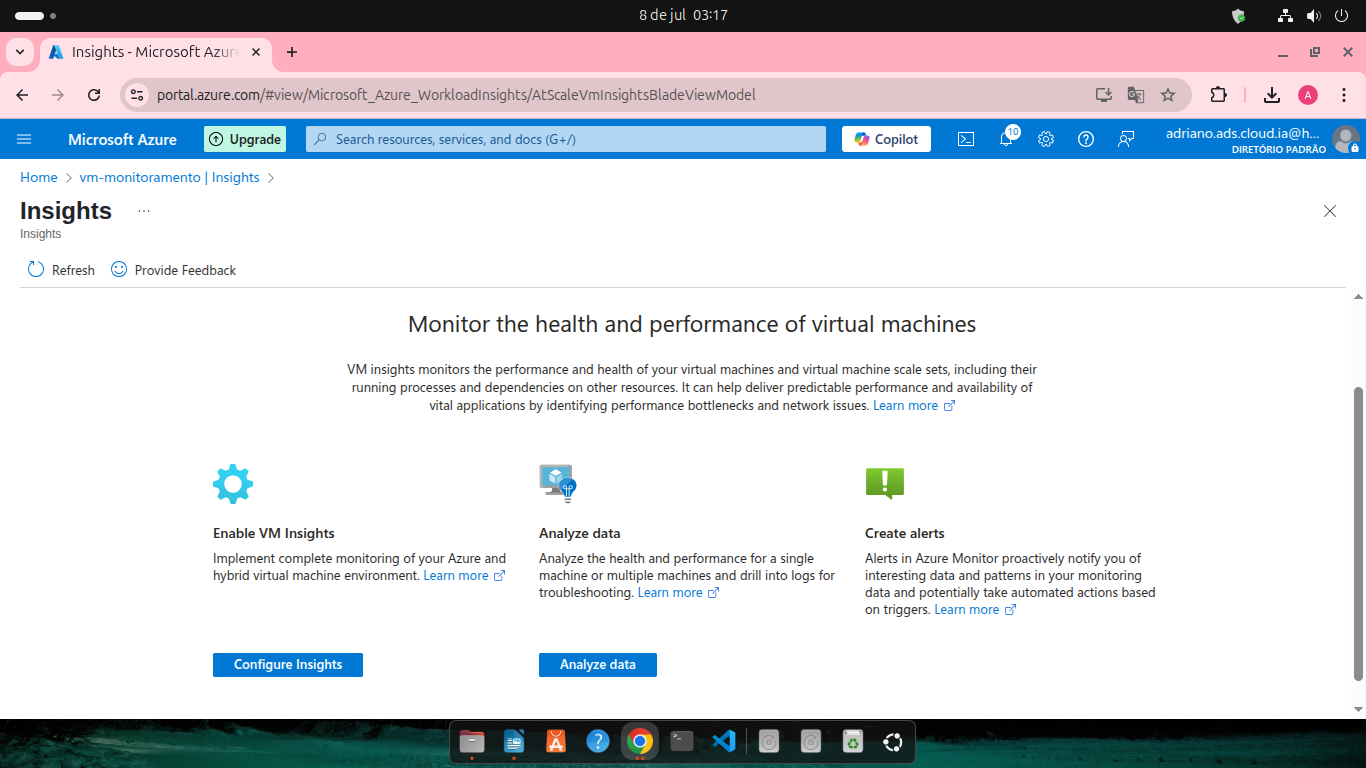 8 de jul 03:17
Insights - Microsoft Azure
portal.azure.com/#view/Microsoft_Azure_WorkloadInsights/AtScaleVmInsightsBladeViewModel
A
Microsoft Azure
Upgrade
Search resources, services, and docs (G+/)
Copilot
10
adriano.ads.cloud.ia@h...
DIRETÓRIO PADRÃO
Home
vm-monitoramento | Insights
Insights
...
Insights
Refresh
Provide Feedback
Monitor the health and performance of virtual machines
VM insights monitors the performance and health of your virtual machines and virtual machine scale sets, including their
running processes and dependencies on other resources. It can help deliver predictable performance and availability of
vital applications by identifying performance bottlenecks and network issues. Learn more
Enable VM Insights
Implement complete monitoring of your Azure and
hybrid virtual machine environment. Learn more
Configure Insights
Analyze data
Analyze the health and performance for a single
machine or multiple machines and drill into logs for
troubleshooting. Learn more
Analyze data
Create alerts
Alerts in Azure Monitor proactively notify you of
interesting data and patterns in your monitoring
data and potentially take automated actions based
on triggers. Learn more